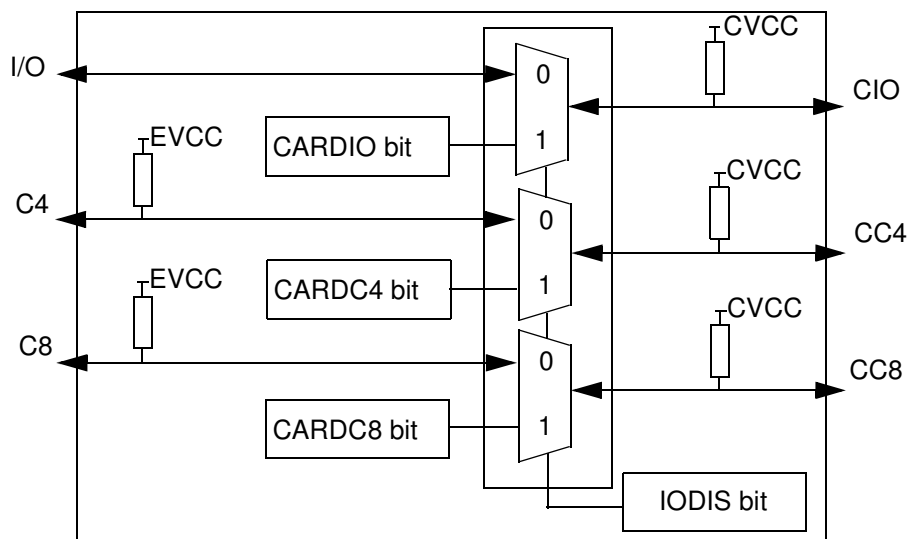 CVCC
I/O
0
CIO
EVCC
CARDIO bit
1
CVCC
C4
0
CC4
EVCC
CARDC4 bit
1
CVCC
C8
0
CC8
CARDC8 bit
1
IODIS bit